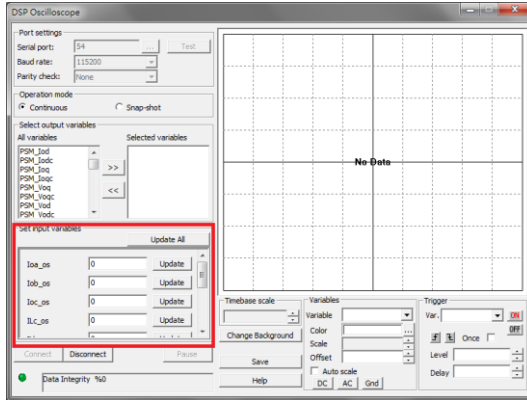 DSP Oscilloscope
Port settings
Serial port: 54 ... Test
Baud rate: 115200
Parity check: None
Operation mode
Continuous Snap-shot
Select output variables
All variables Selected variables
PSM_Iod
PSM_Iodc
PSM_Ioq
PSM_Ioqc
PSM_Voq
PSM_Voqc
PSM_Vod
PSM_Vodc
>>
<<
Set input variables
Update All
Ioa_os 0 Update
Iob_os 0 Update
Ioc_os 0 Update
ILc_os 0 Update
Connect Disconnect Pause
Data Integrity %0
No Data
Timebase scale
Change Background
Save
Help
Variables
Variable
Color ...
Scale
Offset
Auto scale
DC AC Gnd
Trigger
Var. ON
OFF
Once
Level
Delay